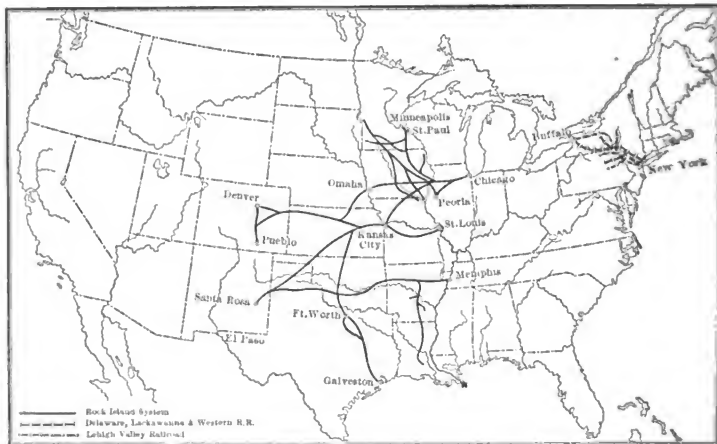 Minneapolis
St. Paul
Buffalo
New York
Omaha
Chicago
Peoria
Denver
St. Louis
Kansas
City
Pueblo
Memphis
Santa Rosa
Ft. Worth
El Paso
Galveston
Rock Island System
Delaware, Lackawanna & Western R.R.
Lehigh Valley Railroad